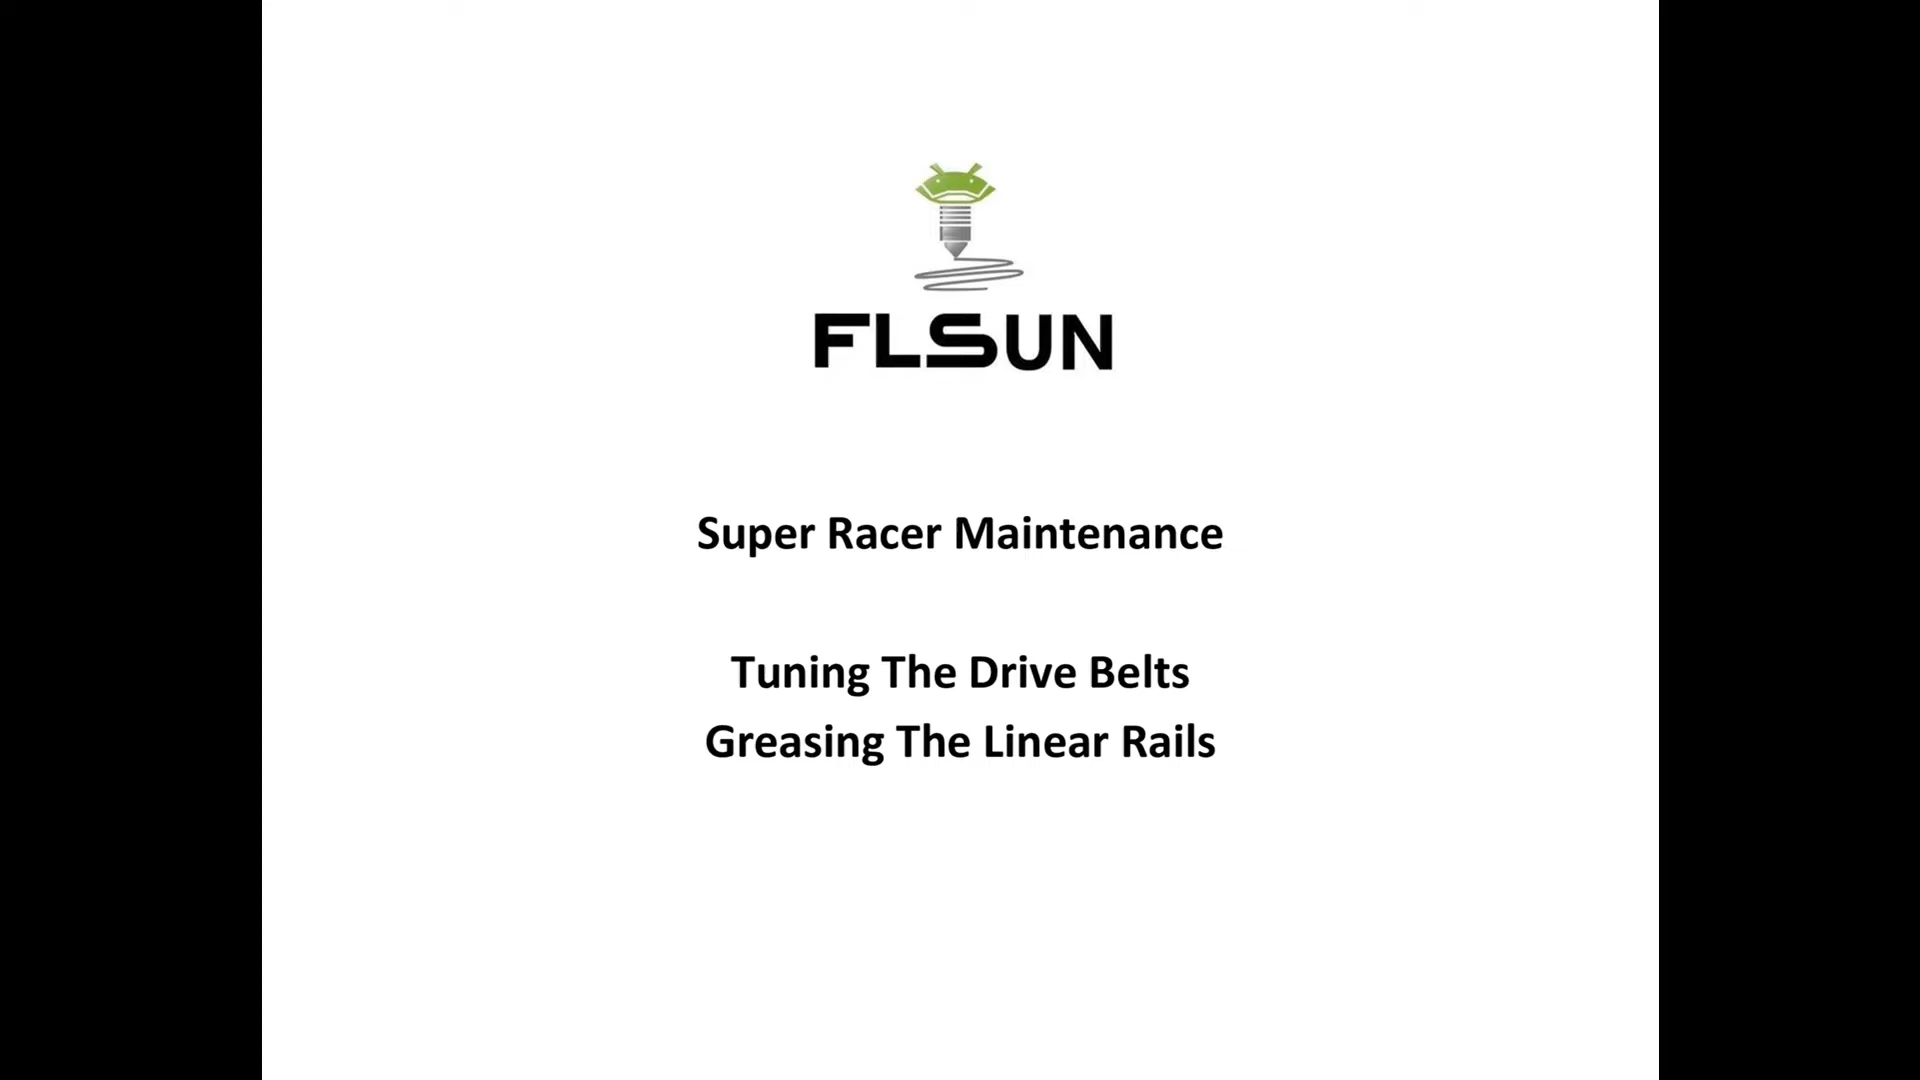 FLSUN
Super Racer Maintenance
Tuning The Drive Belts
Greasing The Linear Rails